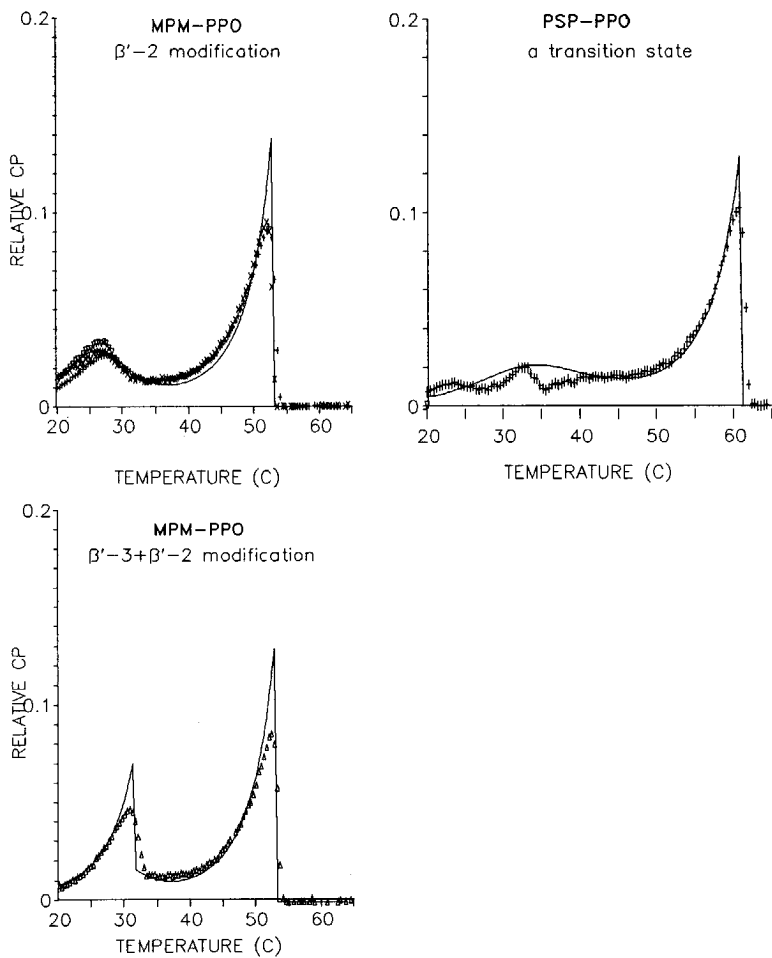 0.2
MPM-PPO
β'-2 modification
0.1
RELATIVE CP
0
20 30 40 50 60
TEMPERATURE (C)
0.2
PSP-PPO
a transition state
0.1
0
20 30 40 50 60
TEMPERATURE (C)
0.2
MPM-PPO
β'-3+β'-2 modification
0.1
RELATIVE CP
0
20 30 40 50 60
TEMPERATURE (C)